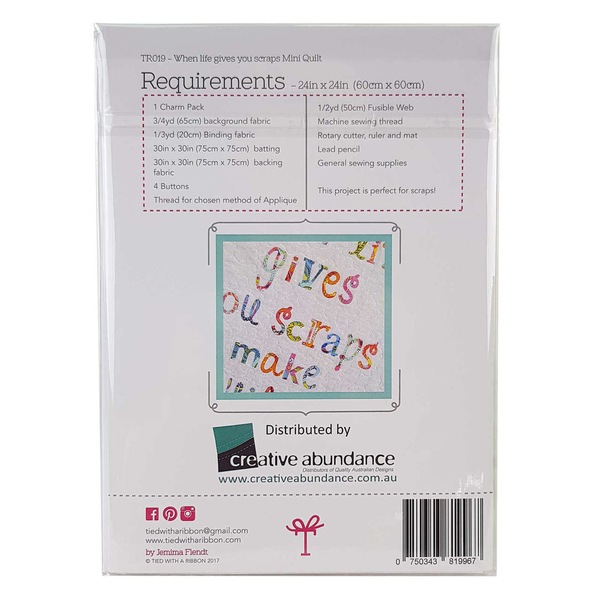 TR019 - When life gives you scraps Mini Quilt
Requirements - 24in x 24in (60cm x 60cm)
1 Charm Pack
3/4yd (65cm) background fabric
1/3yd (20cm) Binding fabric
30in x 30in (75cm x 75cm) batting
30in x 30in (75cm x 75cm) backing
fabric
4 Buttons
Thread for chosen method of Applique
1/2yd (50cm) Fusible Web
Machine sewing thread
Rotary cutter, ruler and mat
Lead pencil
General sewing supplies
This project is perfect for scraps!
gives
ou scraps
make
Distributed by
creative abundance
Distributors of Quality Australian Designs
www.creativeabundance.com.au
tiedwitharibbon@gmail.com
www.tiedwitharibbon.com
by Jemima Flendt
© TIED WITH A RIBBON 2017
0 750343 819967